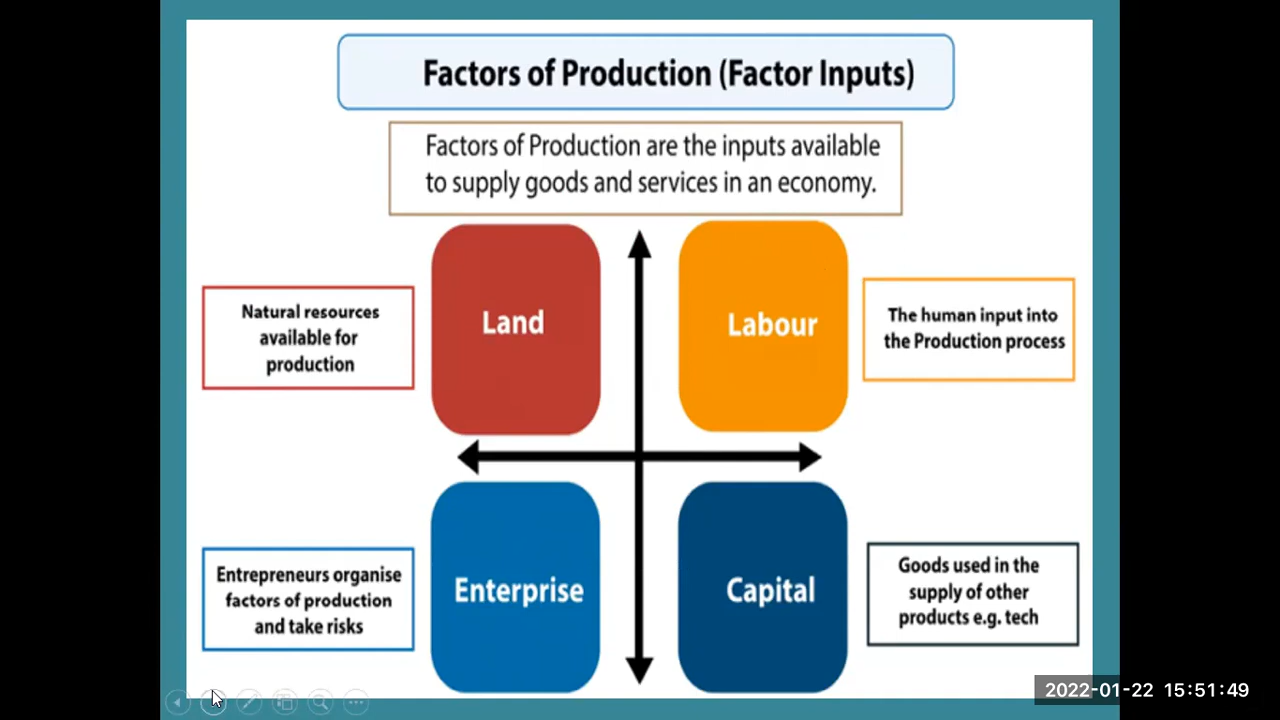 Factors of Production (Factor Inputs)
Factors of Production are the inputs available
to supply goods and services in an economy.
Land
Labour
Natural resources
available for
production
The human input into
the Production process
Enterprise
Capital
Entrepreneurs organise
factors of production
and take risks
Goods used in the
supply of other
products e.g. tech
2022-01-22 15:51:49